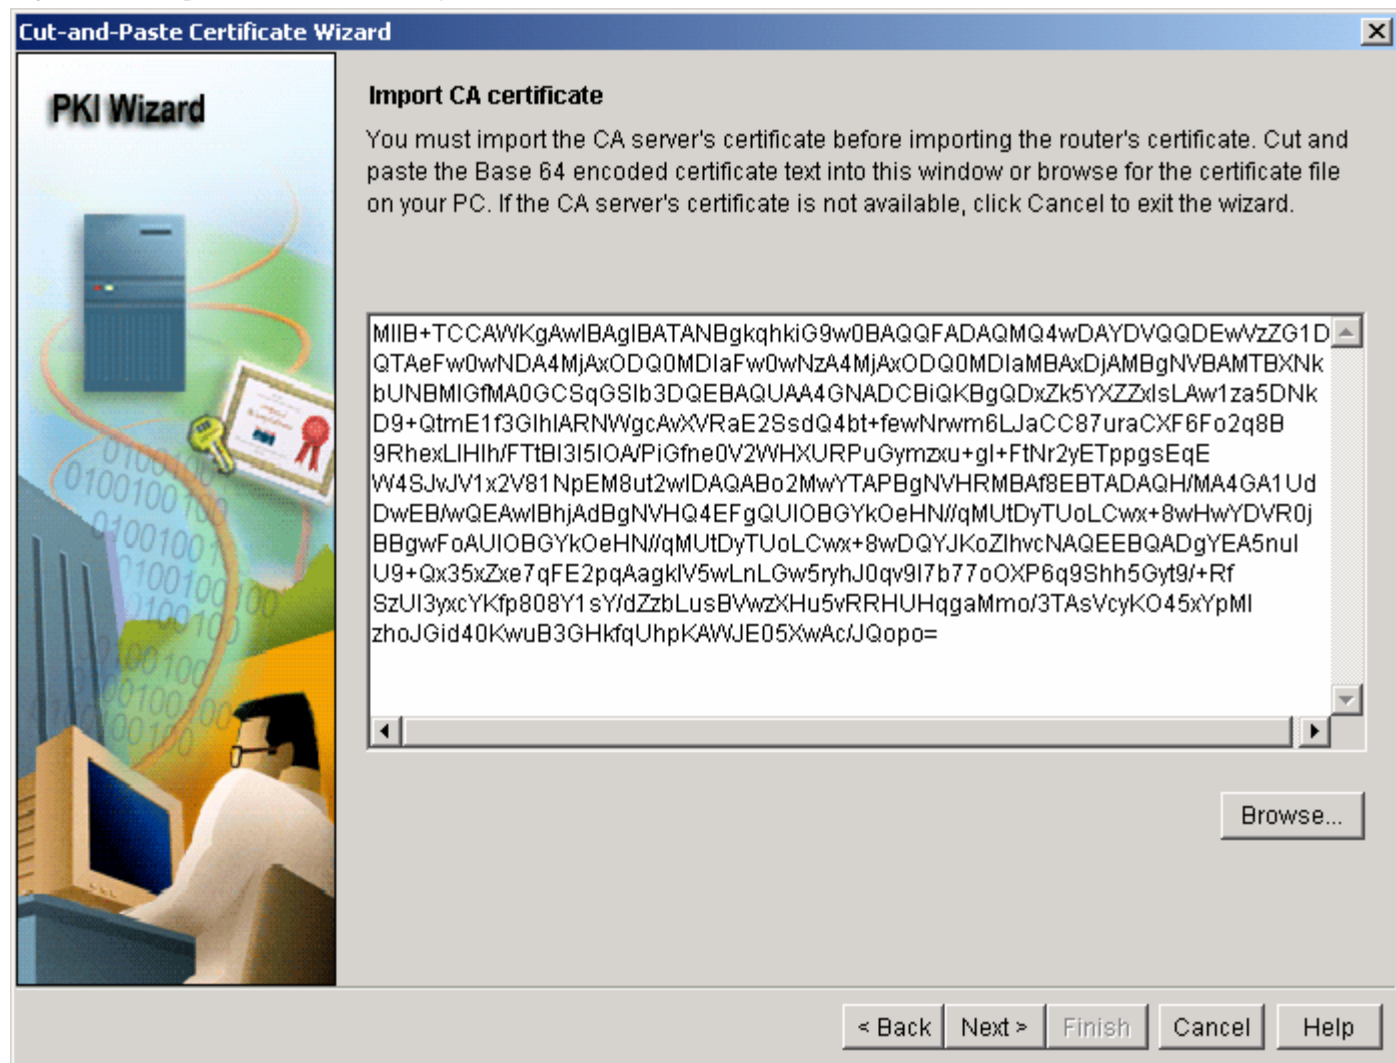 Cut-and-Paste Certificate Wizard
PKI Wizard
Import CA certificate
You must import the CA server's certificate before importing the router's certificate. Cut and
paste the Base 64 encoded certificate text into this window or browse for the certificate file
on your PC. If the CA server's certificate is not available, click Cancel to exit the wizard.
MIIB+TCCAWKgAwIBAgIBATANBgkqhkiG9w0BAQQFADAQMQ4wDAYDVQQDEwVzZG1D
QTAeFw0wNDA4MjAxODQ0MDlaFw0wNzA4MjAxODQ0MDlaMBAxDjAMBgNVBAMTBXNk
bUNBMIGfMA0GCSqGSIb3DQEBAQUAA4GNADCBiQKBgQDxZk5YXZZxIsLAw1za5DNk
D9+QtmE1f3GIhIARNWgcAvXVRaE2SsdQ4bt+fewNrwm6LJaCC87uraCXF6Fo2q8B
9RhexLIHIh/FTtBI3I5IOA/PiGfne0V2WHXURPuGymzxu+gI+FtNr2yETppgsEqE
W4SJvJV1x2V81NpEM8ut2wIDAQABo2MwYTAPBgNVHRMBAf8EBTADAQH/MA4GA1Ud
DwEB/wQEAwIBhjAdBgNVHQ4EFgQUIOBGYkOeHN//qMUtDyTUoLCwx+8wHwYDVR0j
BBgwFoAUIOBGYkOeHN//qMUtDyTUoLCwx+8wDQYJKoZIhvcNAQEEBQADgYEA5nuI
U9+Qx35xZxe7qFE2pqAagkIV5wLnLGw5ryhJ0qv9I7b77oOXP6q9Shh5Gyt9/+Rf
SzUI3yxcYKfp808Y1sY/dZzbLusBVwzXHu5vRRHUHqgaMmo/3TAsVcyKO45xYpMI
zhoJGid40KwuB3GHkfqUhpKAWJE05XwAc/JQopo=
Browse...
< Back
Next >
Finish
Cancel
Help